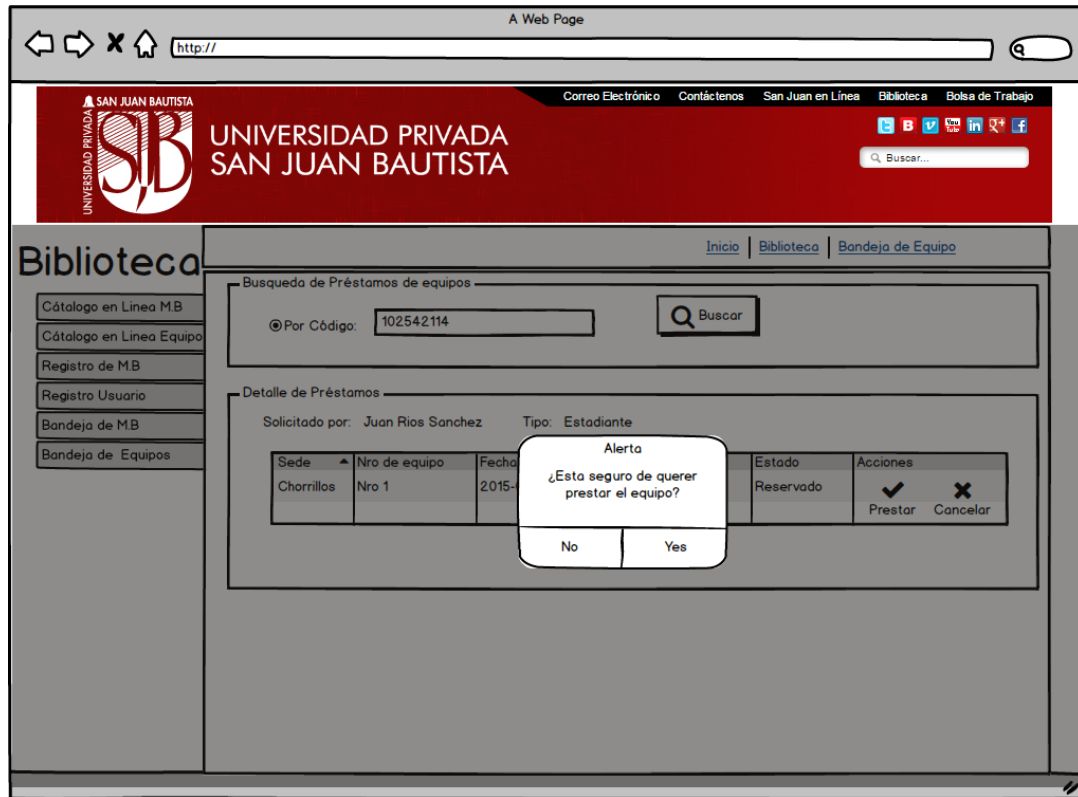 A Web Page
http://
Correo Electrónico Contáctenos San Juan en Línea Biblioteca Bolsa de Trabajo
SAN JUAN BAUTISTA
UNIVERSIDAD PRIVADA
SJB
UNIVERSIDAD PRIVADA
SAN JUAN BAUTISTA
Buscar...
Biblioteca
Inicio Biblioteca Bandeja de Equipo
Cátalogo en Linea M.B
Cátalogo en Linea Equipo
Registro de M.B
Registro Usuario
Bandeja de M.B
Bandeja de Equipos
Busqueda de Préstamos de equipos
Por Código: 102542114 Buscar
Detalle de Préstamos
Solicitado por: Juan Rios Sanchez Tipo: Estadiante
Sede Nro de equipo Fecha Estado Acciones
Chorrillos Nro 1 2015- Reservado
Prestar Cancelar
Alerta
¿Esta seguro de querer
prestar el equipo?
No Yes